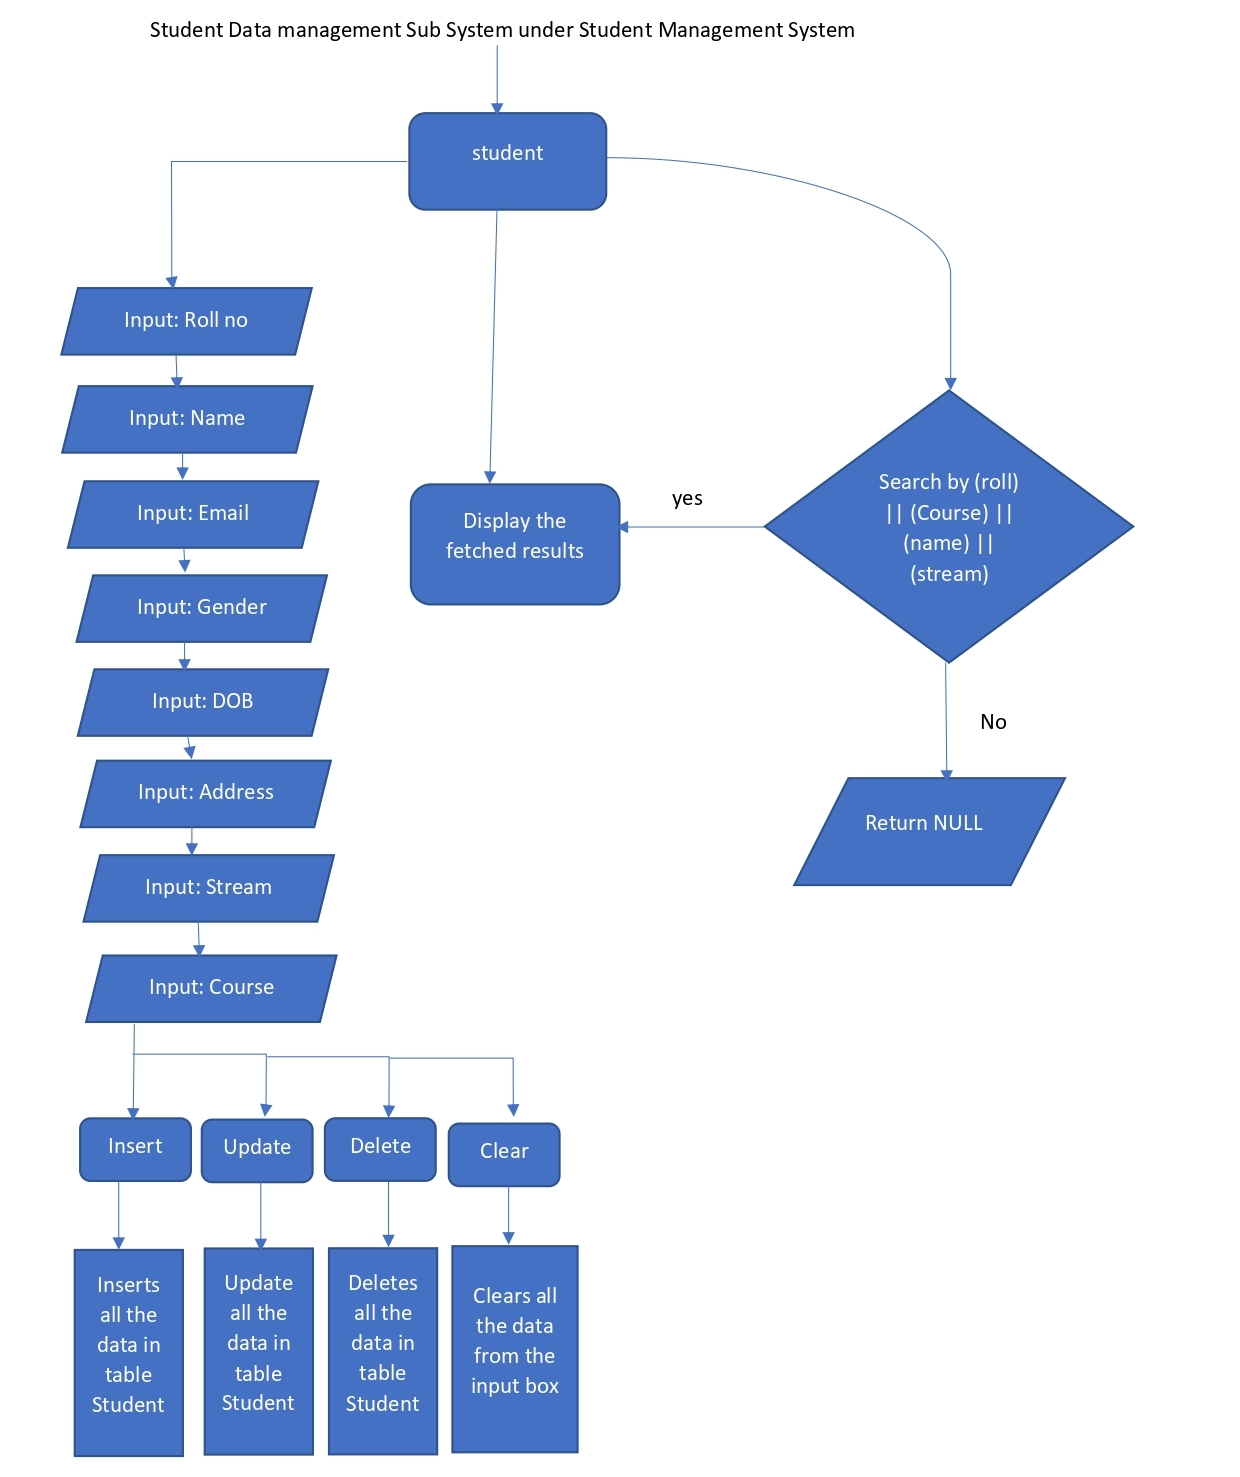 Student Data management Sub System under Student Management System
student
Input: Roll no
Input: Name
Input: Email
Input: Gender
Input: DOB
Input: Address
Input: Stream
Input: Course
Display the
fetched results
yes
Search by (roll)
|| (Course) ||
(name) ||
(stream)
No
Return NULL
Insert
Update
Delete
Clear
Inserts
all the
data in
table
Student
Update
all the
data in
table
Student
Deletes
all the
data in
table
Student
Clears all
the data
from the
input box